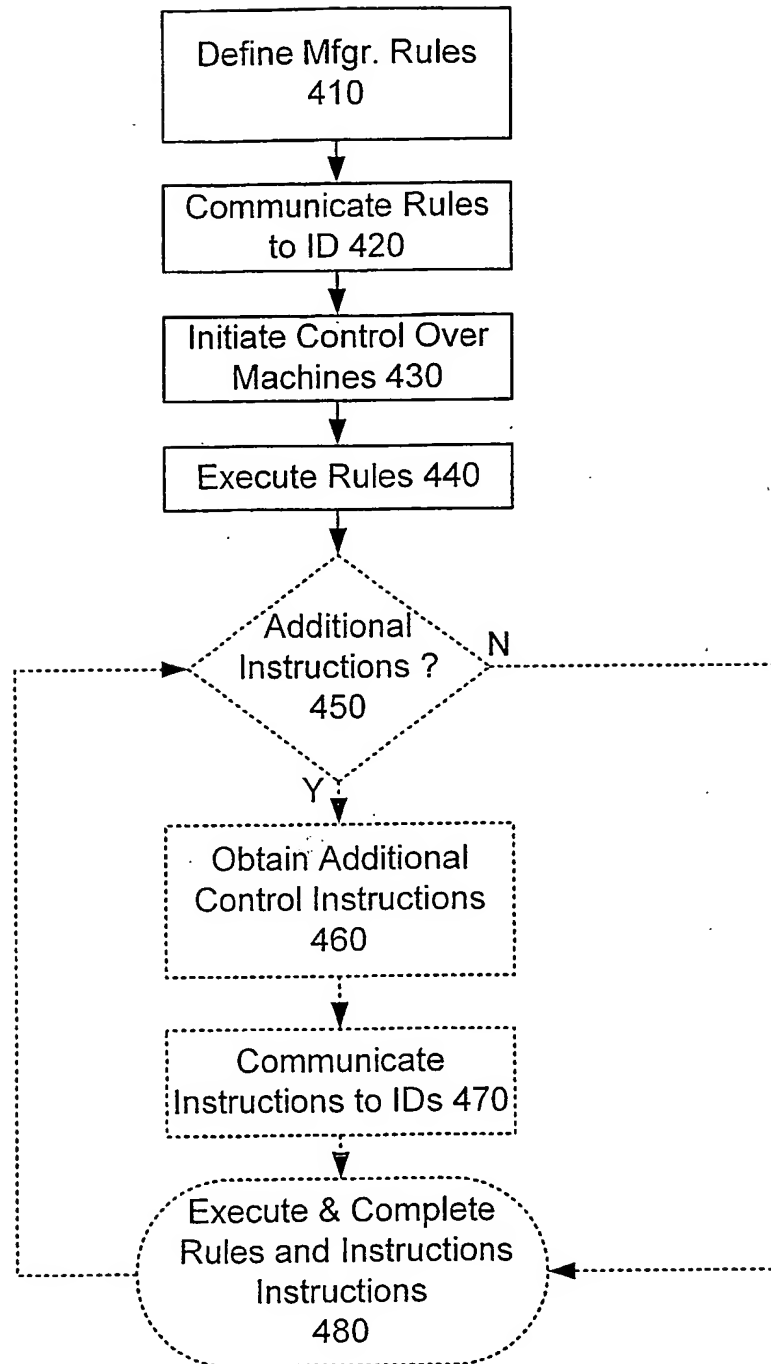 Define Mfgr. Rules
410
Communicate Rules
to ID 420
Initiate Control Over
Machines 430
Execute Rules 440
Additional
Instructions ?
450
N
Y
Obtain Additional
Control Instructions
460
Communicate
Instructions to IDs 470
Execute & Complete
Rules and Instructions
Instructions
480